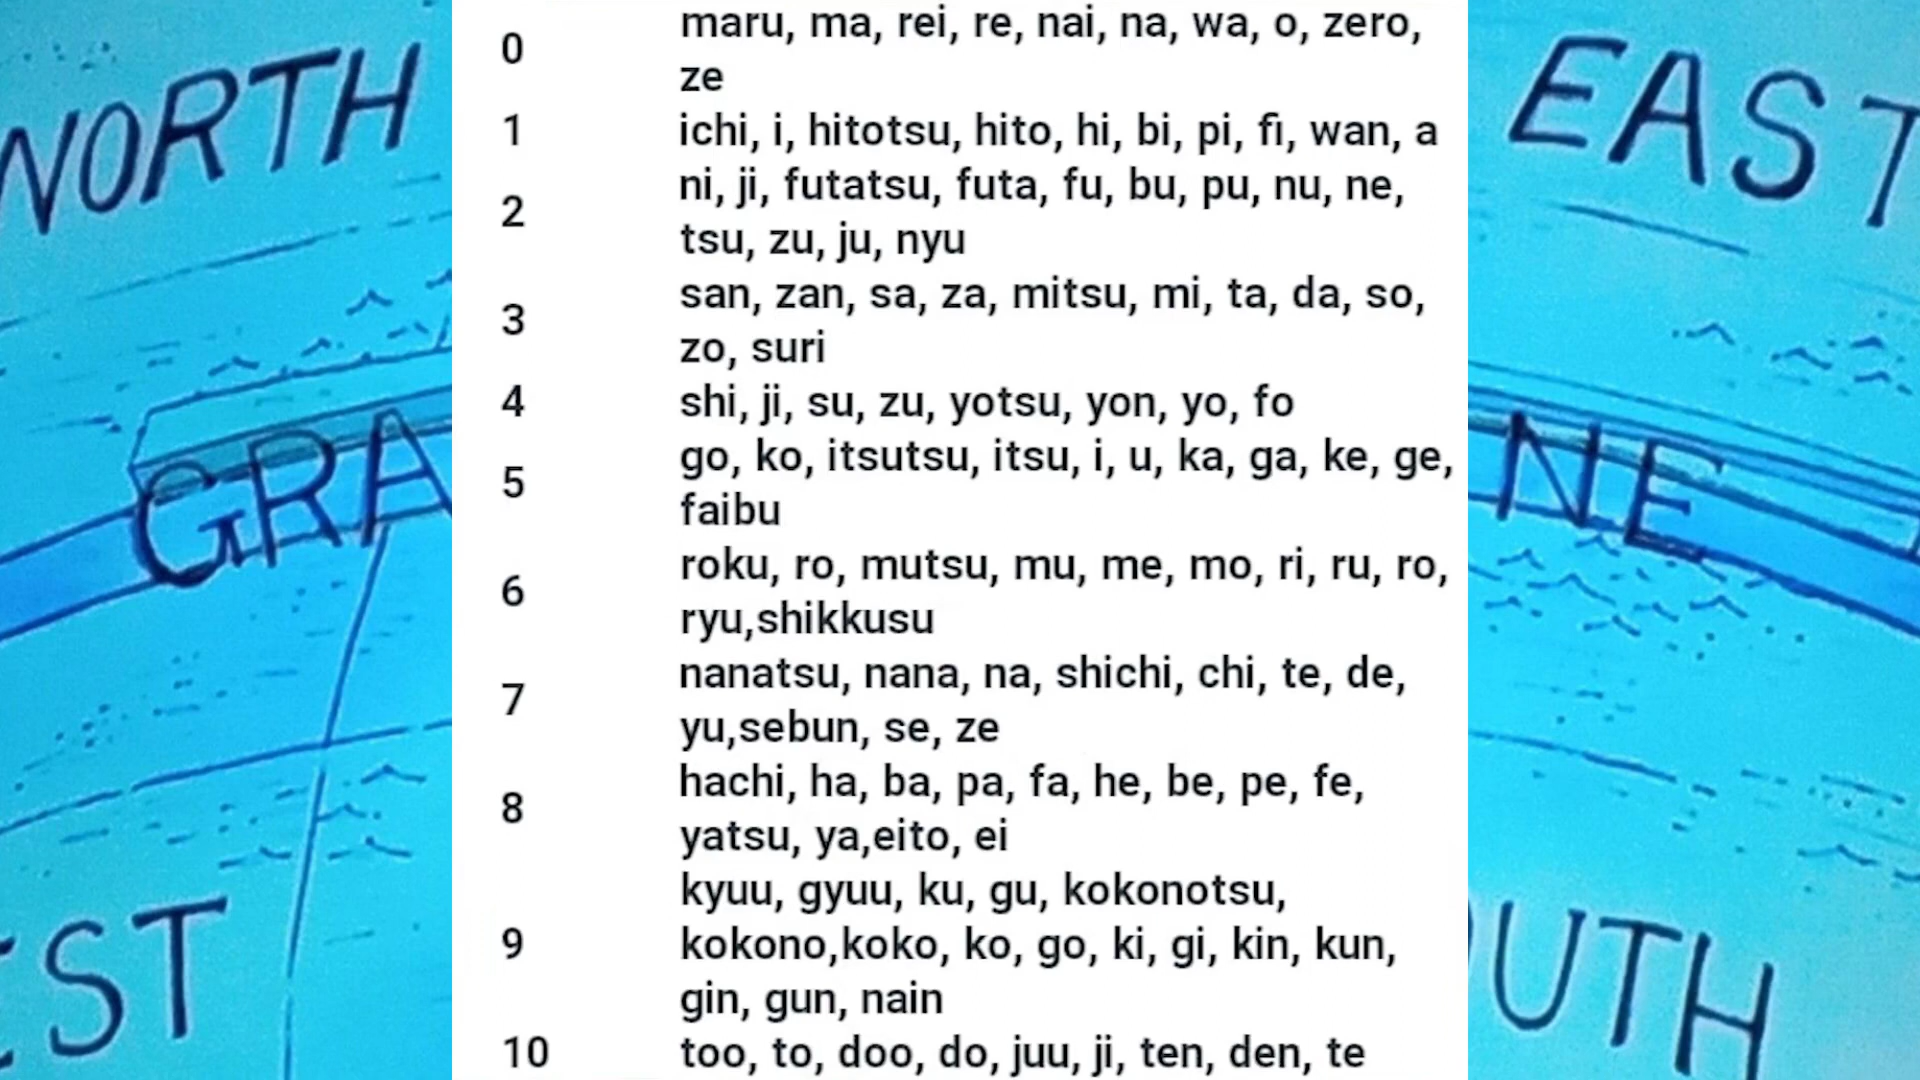 NORTH
EAST
GRA
NE
EST
OUTH
0 maru, ma, rei, re, nai, na, wa, o, zero,
ze
1 ichi, i, hitotsu, hito, hi, bi, pi, fi, wan, a
2 ni, ji, futatsu, futa, fu, bu, pu, nu, ne,
tsu, zu, ju, nyu
3 san, zan, sa, za, mitsu, mi, ta, da, so,
zo, suri
4 shi, ji, su, zu, yotsu, yon, yo, fo
5 go, ko, itsutsu, itsu, i, u, ka, ga, ke, ge,
faibu
6 roku, ro, mutsu, mu, me, mo, ri, ru, ro,
ryu,shikkusu
7 nanatsu, nana, na, shichi, chi, te, de,
yu,sebun, se, ze
8 hachi, ha, ba, pa, fa, he, be, pe, fe,
yatsu, ya,eito, ei
9 kyuu, gyuu, ku, gu, kokonotsu,
kokono,koko, ko, go, ki, gi, kin, kun,
gin, gun, nain
10 too, to, doo, do, juu, ji, ten, den, te